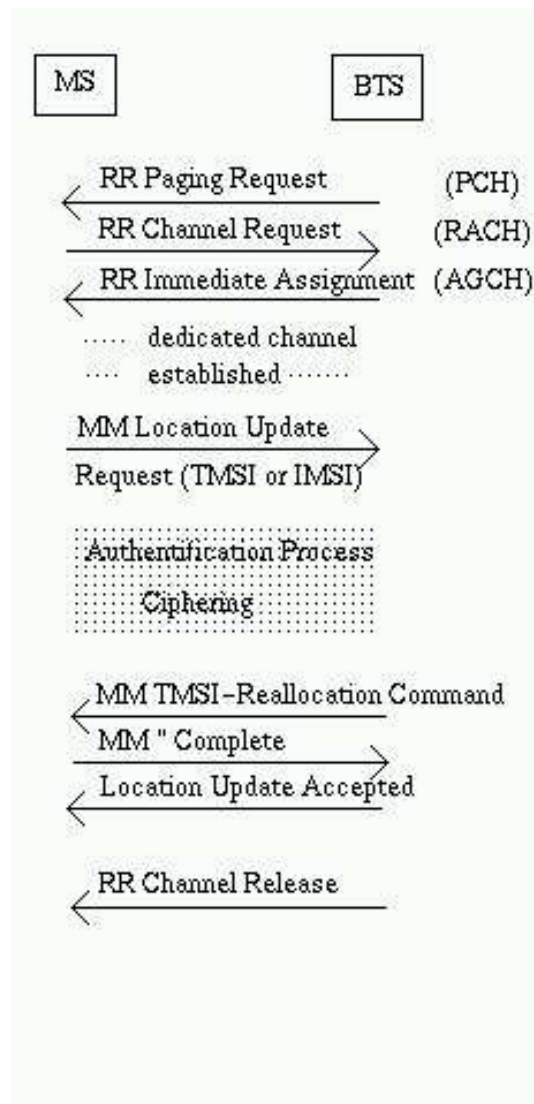 MS BTS
RR Paging Request (PCH)
RR Channel Request (RACH)
RR Immediate Assignment (AGCH)
..... dedicated channel
.... established .......
MM Location Update
Request (TMSI or IMSI)
Authentification Process
Ciphering
MM TMSI-Reallocation Command
MM " Complete
Location Update Accepted
RR Channel Release